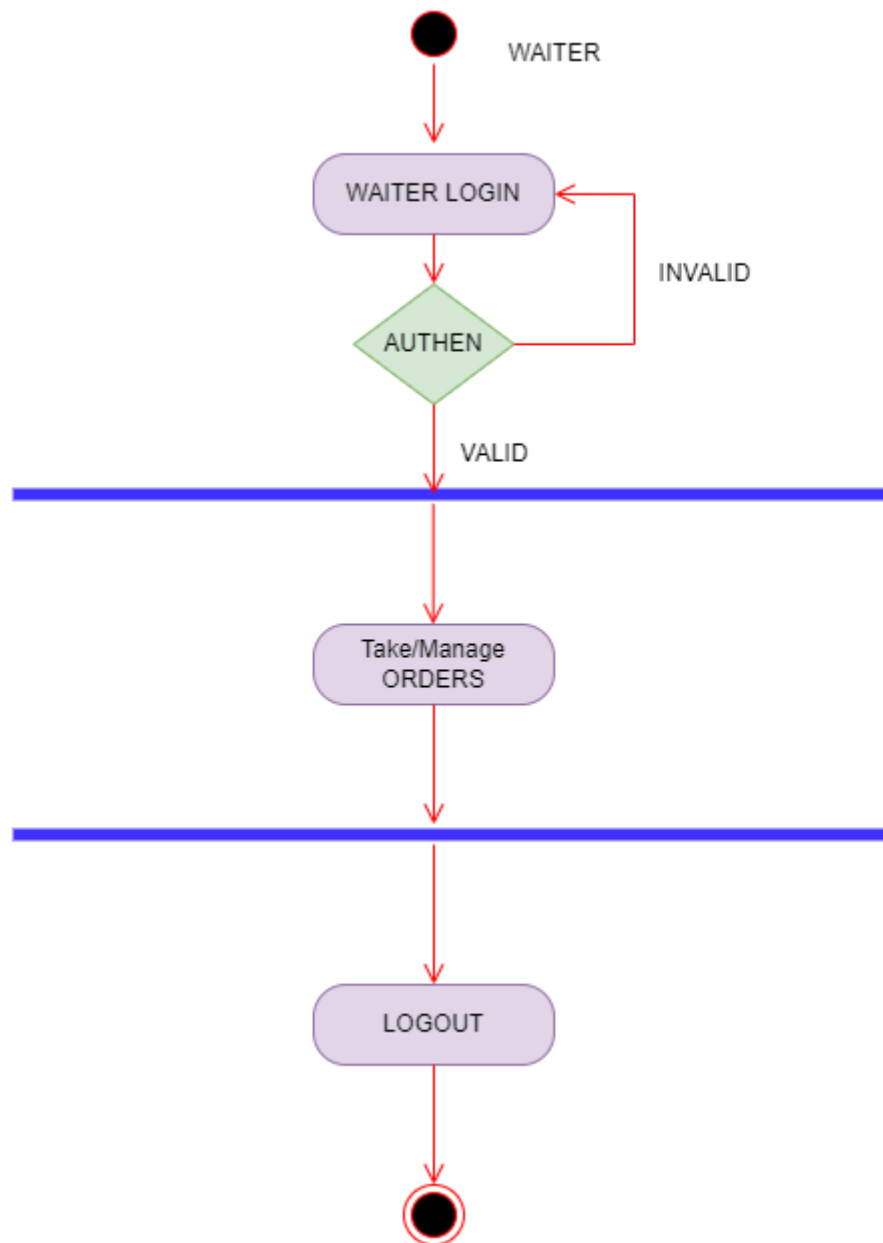 WAITER
WAITER LOGIN
INVALID
AUTHEN
VALID
Take/Manage
ORDERS
LOGOUT